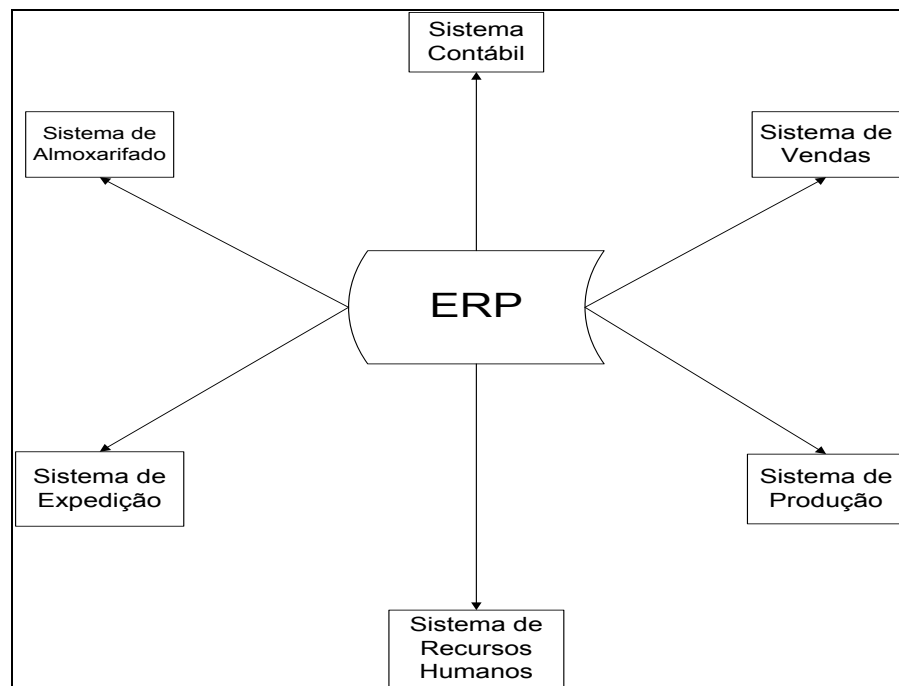 Sistema
Contábil
Sistema de
Almoxarifado
Sistema de
Vendas
ERP
Sistema de
Expedição
Sistema de
Produção
Sistema de
Recursos
Humanos